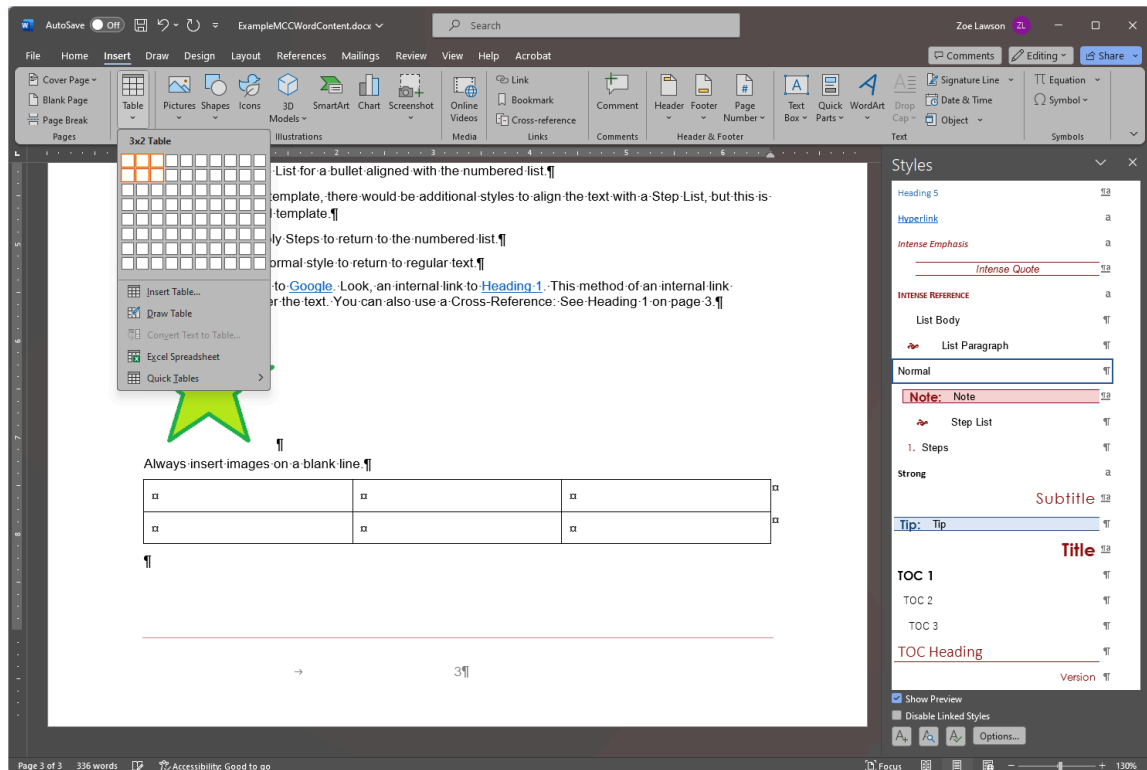 AutoSave Off ExampleMCCWordContent.docx Search Zoe Lawson ZL
File Home Insert Draw Design Layout References Mailings Review View Help Acrobat Comments Editing Share
Cover Page
Blank Page
Page Break
Pages
Table
Pictures Shapes Icons 3D Models SmartArt Chart Screenshot
Illustrations
Online Videos
Media
Link
Bookmark
Cross-reference
Links
Comment
Comments
Header Footer Page Number
Header & Footer
Text Box Quick Parts WordArt Drop Cap
Signature Line
Date & Time
Object
Text
Equation
Symbol
Symbols
3x2 Table
Insert Table...
Draw Table
Convert Text to Table...
Excel Spreadsheet
Quick Tables
2 3 4 5 6
5
6
7
8
List·for·a·bullet·aligned·with·the·numbered·list.¶
emplate,·there·would·be·additional·styles·to·align·the·text·with·a·Step·List,·but·this·is·
template.¶
ly·Steps·to·return·to·the·numbered·list.¶
ormal·style·to·return·to·regular·text.¶
to·Google.·Look,·an·internal·link·to·Heading·1.·This·method·of·an·internal·link·
r·the·text.·You·can·also·use·a·Cross-Reference:·See·Heading·1·on·page·3.¶
¶
Always·insert·images·on·a·blank·line.¶
¤ ¤ ¤ ¤
¤ ¤ ¤ ¤
¶
→ 3¶
Styles
Heading 5 ¶a
Hyperlink a
Intense Emphasis a
Intense Quote ¶a
INTENSE REFERENCE a
List Body ¶
List Paragraph ¶
Normal ¶
Note: Note ¶a
Step List ¶
1. Steps ¶
Strong a
Subtitle ¶a
Tip: Tip ¶
Title ¶a
TOC 1 ¶
TOC 2 ¶
TOC 3 ¶
TOC Heading ¶
Version ¶
Show Preview
Disable Linked Styles
Options...
Page 3 of 3 336 words Accessibility: Good to go Focus 130%